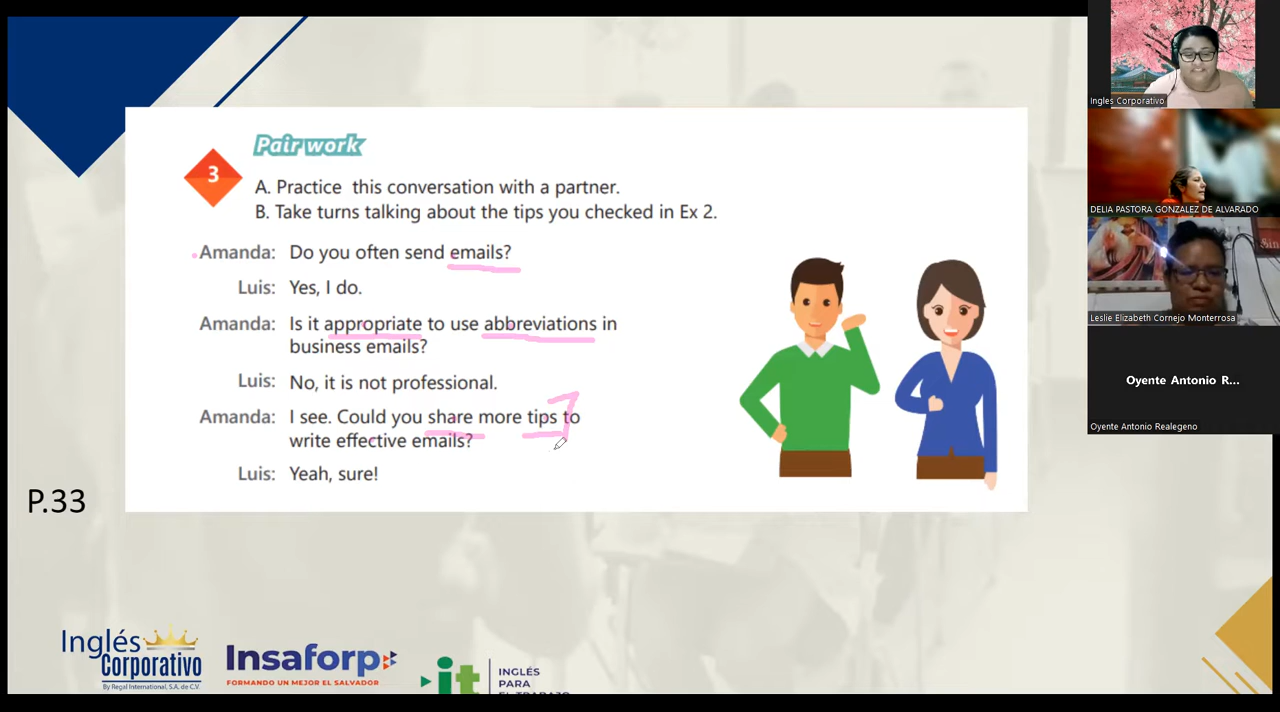 Pair work
3
A. Practice this conversation with a partner.
B. Take turns talking about the tips you checked in Ex 2.
Amanda: Do you often send emails?
Luis: Yes, I do.
Amanda: Is it appropriate to use abbreviations in
business emails?
Luis: No, it is not professional.
Amanda: I see. Could you share more tips to
write effective emails?
Luis: Yeah, sure!
P.33
Inglés
Corporativo
By Regal International, S.A. de C.V.
Insaforp
FORMANDO UN MEJOR EL SALVADOR
it
INGLÉS
PARA
EL TRABAJO
Ingles Corporativo
DELIA PASTORA GONZALEZ DE ALVARADO
Leslie Elizabeth Cornejo Monterrosa
Oyente Antonio R...
Oyente Antonio Realegeno